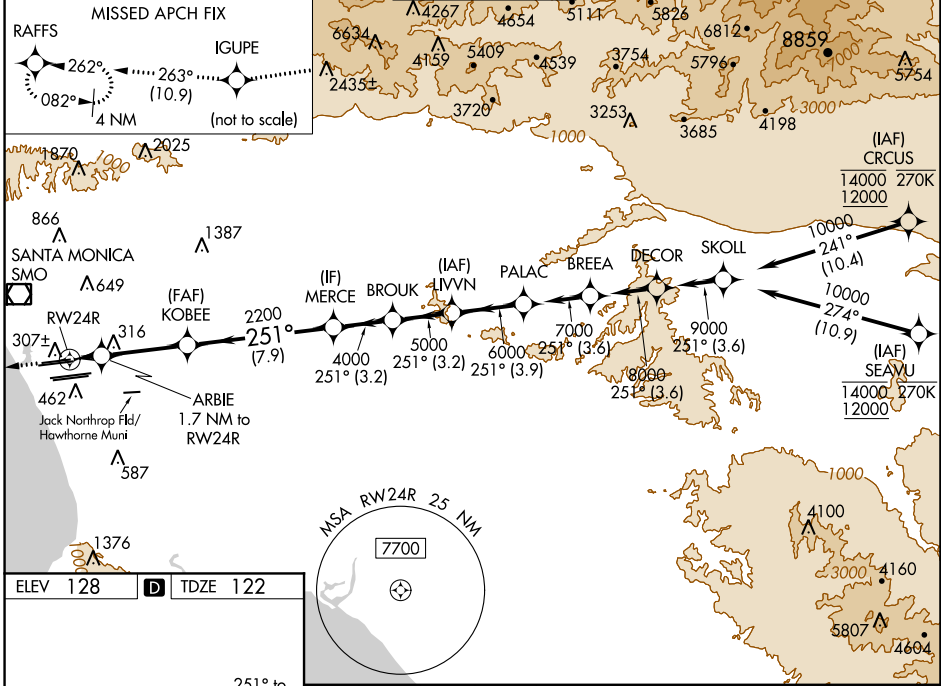 MISSED APCH FIX
RAFFS
IGUPE
262°
263°
(10.9)
082°
4 NM
(not to scale)
4267
4654
5111
5826
6634
4159
5409
4539
3754
6812
5796
8859
5754
2435±
3720
3253
3685
4198
3000
1000
1870
1000
2025
(IAF)
CRCUS
14000 270K
12000
866
1387
SANTA MONICA
SMO
649
10000
241°
(10.4)
SKOLL
DECOR
BREEA
PALAC
(IAF)
LIVVN
BROUK
(IF)
MERCE
(FAF)
KOBEE
2200
251°
(7.9)
4000
251° (3.2)
5000
251° (3.2)
6000
251° (3.9)
7000
251° (3.6)
8000
251° (3.6)
9000
251° (3.6)
10000
274°
(10.9)
(IAF)
SEAVU
14000 270K
12000
RW24R
307±
316
462
ARBIE
1.7 NM to
RW24R
Jack Northrop Fld/
Hawthorne Muni
587
1376
MSA RW24R 25 NM
7700
1000
4100
3000
4160
5807
4604
ELEV 128 D TDZE 122
251° to